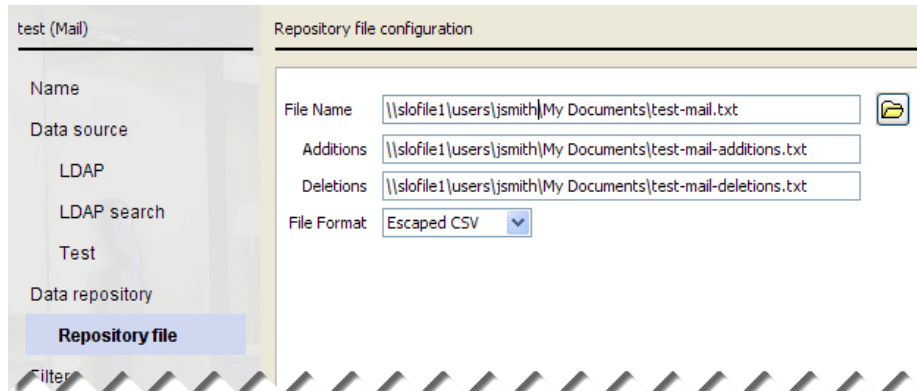 test (Mail)
Name
Data source
LDAP
LDAP search
Test
Data repository
Repository file
Filters
Repository file configuration
File Name \\slofile1\users\jsmith\My Documents\test-mail.txt
Additions \\slofile1\users\jsmith\My Documents\test-mail-additions.txt
Deletions \\slofile1\users\jsmith\My Documents\test-mail-deletions.txt
File Format Escaped CSV